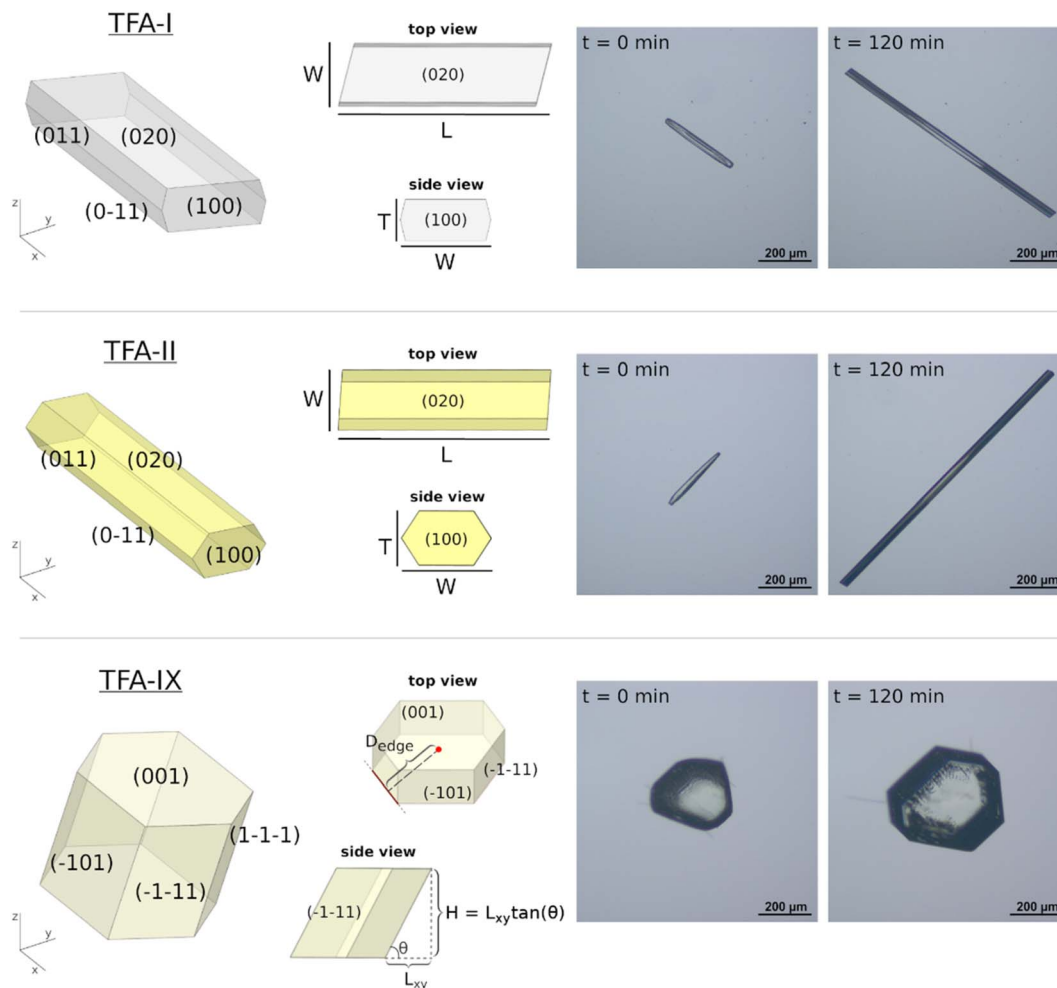 TFA-I
(011)
(020)
(0-11)
(100)
z
y
x
top view
W
(020)
L
side view
T
(100)
W
t = 0 min
200 μm
t = 120 min
200 μm
TFA-II
(011)
(020)
(0-11)
(100)
z
y
x
top view
W
(020)
L
side view
T
(100)
W
t = 0 min
200 μm
t = 120 min
200 μm
TFA-IX
(001)
(-101)
(1-1-1)
(-1-11)
z
y
x
top view
(001)
Dedge
(-1-11)
(-101)
side view
(-1-11)
H = Lxytan(θ)
θ
Lxy
t = 0 min
200 μm
t = 120 min
200 μm